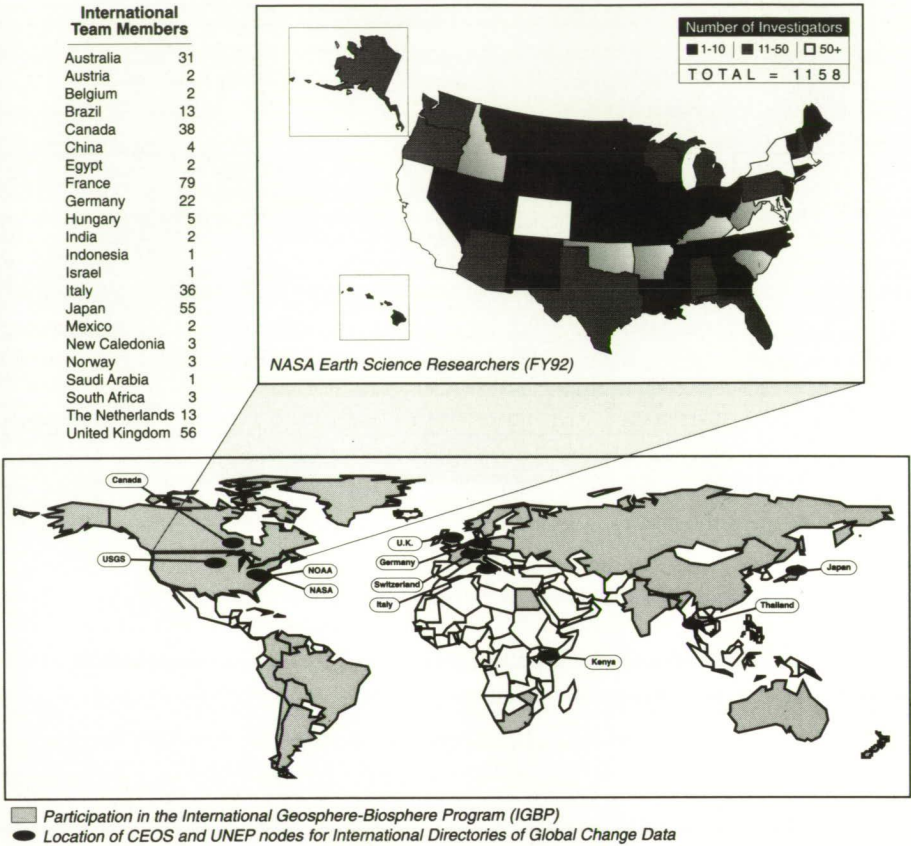 International
Team Members
Australia 31
Austria 2
Belgium 2
Brazil 13
Canada 38
China 4
Egypt 2
France 79
Germany 22
Hungary 5
India 2
Indonesia 1
Israel 1
Italy 36
Japan 55
Mexico 2
New Caledonia 3
Norway 3
Saudi Arabia 1
South Africa 3
The Netherlands 13
United Kingdom 56
Number of Investigators
1-10 11-50 50+
TOTAL = 1158
NASA Earth Science Researchers (FY92)
Canada
USGS
NOAA
NASA
U.K.
Germany
Switzerland
Italy
Japan
Thailand
Kenya
Participation in the International Geosphere-Biosphere Program (IGBP)
Location of CEOS and UNEP nodes for International Directories of Global Change Data